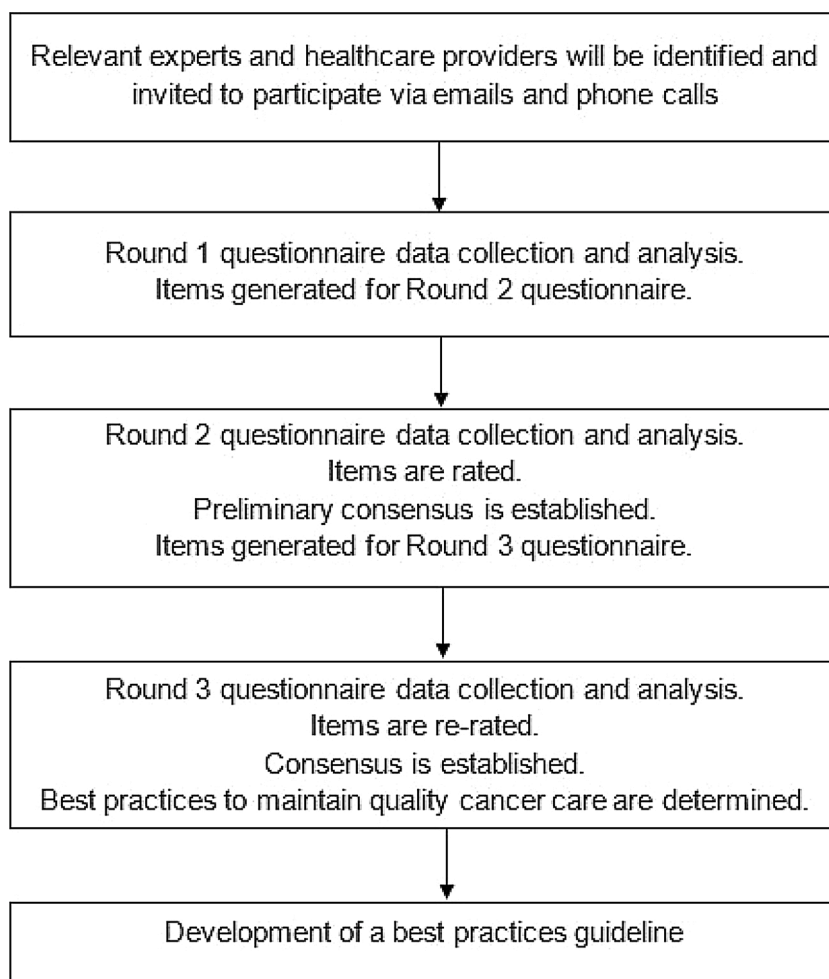 Relevant experts and healthcare providers will be identified and
invited to participate via emails and phone calls
Round 1 questionnaire data collection and analysis.
Items generated for Round 2 questionnaire.
Round 2 questionnaire data collection and analysis.
Items are rated.
Preliminary consensus is established.
Items generated for Round 3 questionnaire.
Round 3 questionnaire data collection and analysis.
Items are re-rated.
Consensus is established.
Best practices to maintain quality cancer care are determined.
Development of a best practices guideline